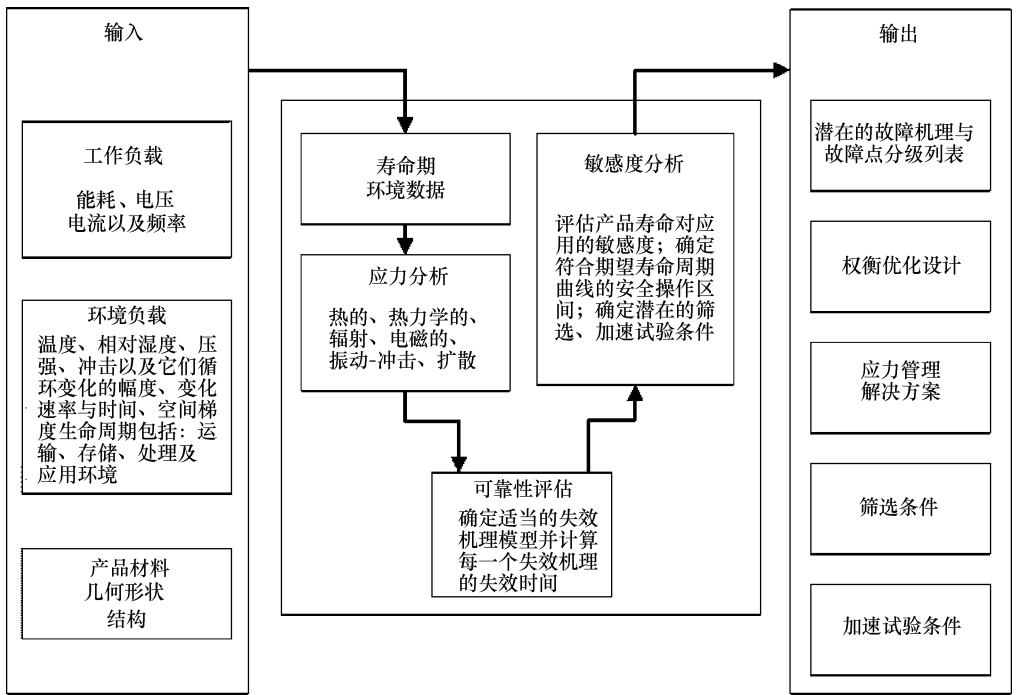 输入
工作负载
能耗、电压
电流以及频率
环境负载
温度、相对湿度、压
强、冲击以及它们循
环变化的幅度、变化
速率与时间、空间梯
度生命周期包括：运
输、存储、处理及
应用环境
产品材料
几何形状
结构
寿命期
环境数据
应力分析
热的、热力学的、
辐射、电磁的、
振动-冲击、扩散
可靠性评估
确定适当的失效
机理模型并计算
每一个失效机理
的失效时间
敏感度分析
评估产品寿命对应
用的敏感度；确定
符合期望寿命周期
曲线的安全操作区
间；确定潜在的筛
选、加速试验条件
输出
潜在的故障机理与
故障点分级列表
权衡优化设计
应力管理
解决方案
筛选条件
加速试验条件